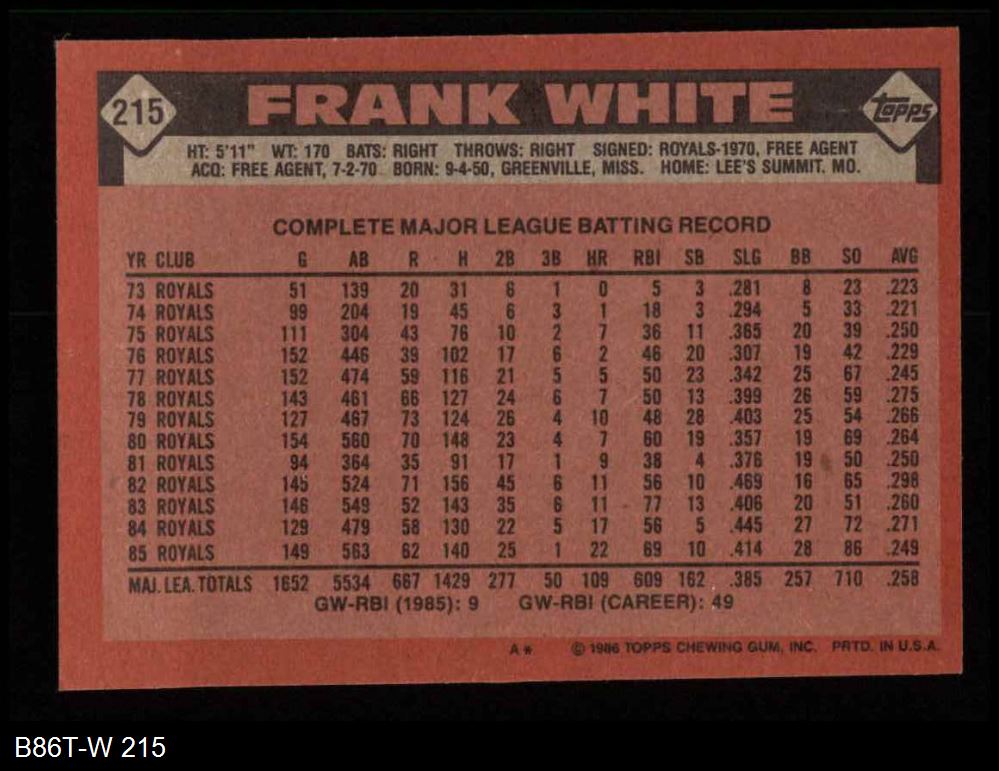 215 FRANK WHITE TOPPS
HT: 5'11" WT: 170 BATS: RIGHT THROWS: RIGHT SIGNED: ROYALS-1970, FREE AGENT
ACQ: FREE AGENT, 7-2-70 BORN: 9-4-50, GREENVILLE, MISS. HOME: LEE'S SUMMIT. MO.
COMPLETE MAJOR LEAGUE BATTING RECORD
YR CLUB G AB R H 2B 3B HR RBI SB SLG BB SO AVG
73 ROYALS 51 139 20 31 6 1 0 5 3 .281 8 23 .223
74 ROYALS 99 204 19 45 6 3 1 18 3 .294 5 33 .221
75 ROYALS 111 304 43 76 10 2 7 36 11 .365 20 39 .250
76 ROYALS 152 446 39 102 17 6 2 46 20 .307 19 42 .229
77 ROYALS 152 474 59 116 21 5 5 50 23 .342 25 67 .245
78 ROYALS 143 461 66 127 24 6 7 50 13 .399 26 59 .275
79 ROYALS 127 467 73 124 26 4 10 48 28 .403 25 54 .266
80 ROYALS 154 560 70 148 23 4 7 60 19 .357 19 69 .264
81 ROYALS 94 364 35 91 17 1 9 38 4 .376 19 50 .250
82 ROYALS 145 524 71 156 45 6 11 56 10 .469 16 65 .298
83 ROYALS 146 549 52 143 35 6 11 77 13 .406 20 51 .260
84 ROYALS 129 479 58 130 22 5 17 56 5 .445 27 72 .271
85 ROYALS 149 563 62 140 25 1 22 69 10 .414 28 86 .249
MAJ. LEA. TOTALS 1652 5534 667 1429 277 50 109 609 162 .385 257 710 .258
GW-RBI (1985): 9 GW-RBI (CAREER): 49
A* © 1986 TOPPS CHEWING GUM, INC. PRTD. IN U.S.A.
B86T-W 215